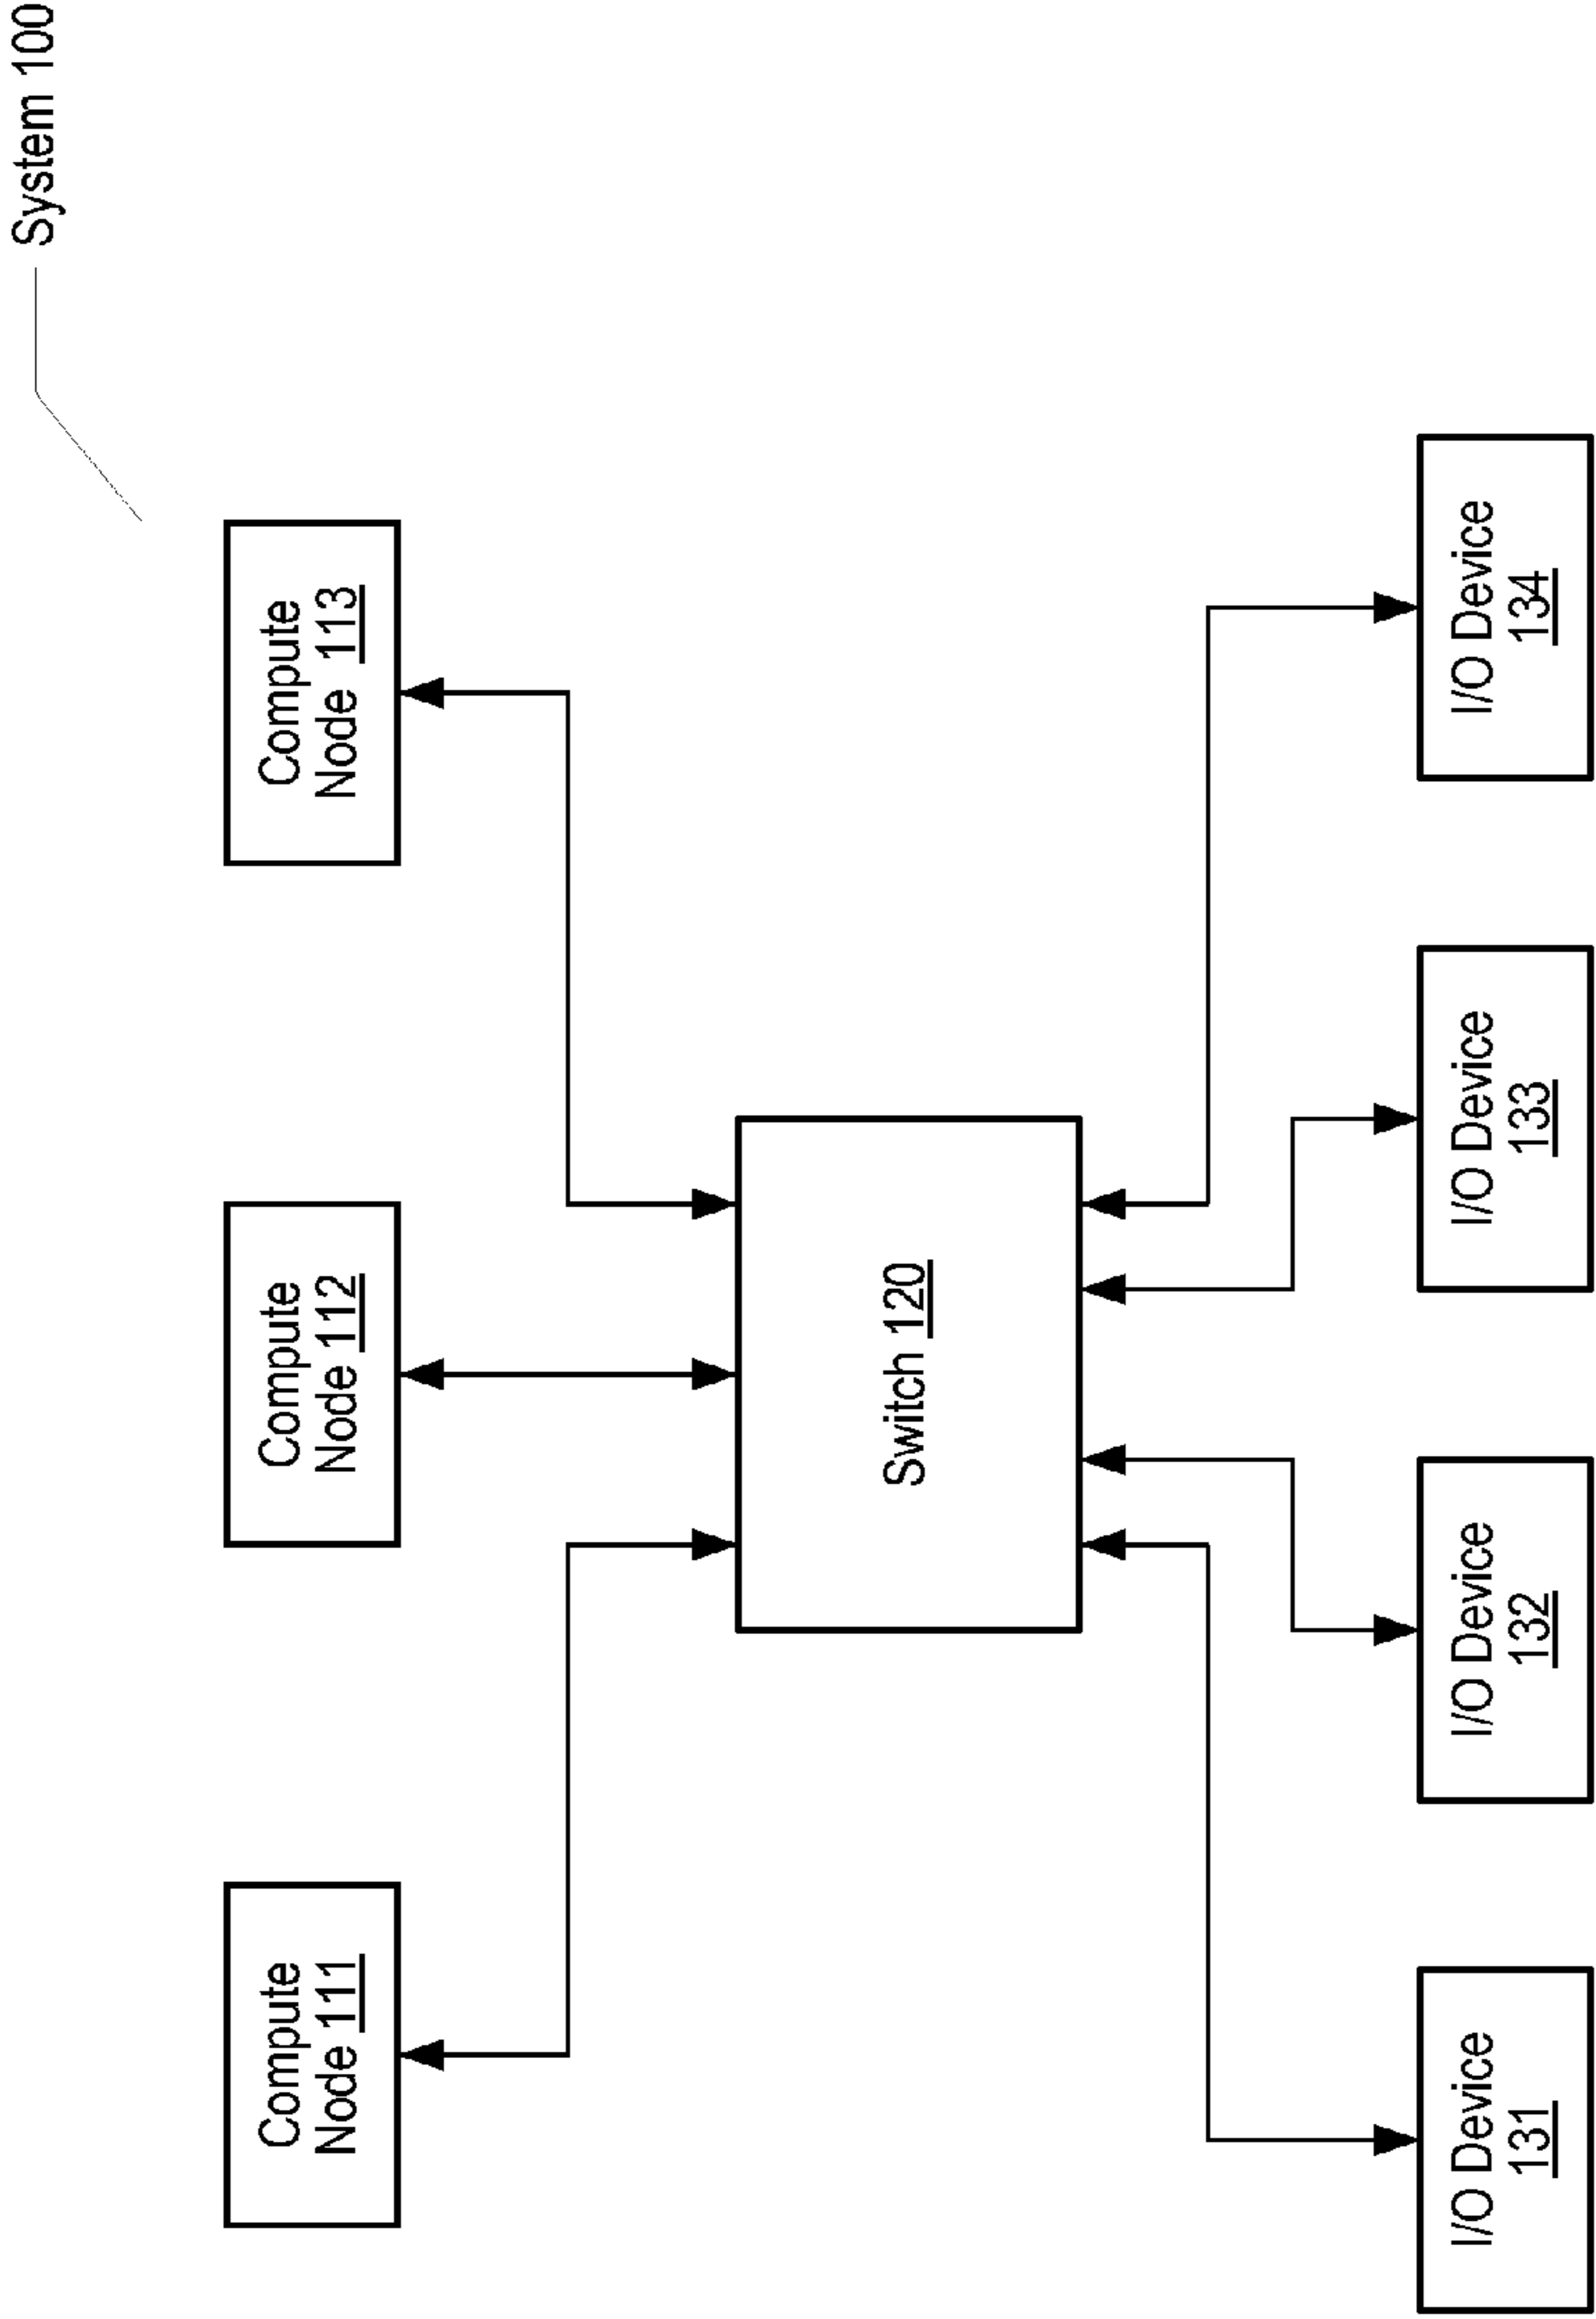 System 100
Compute
Node 111
Compute
Node 112
Compute
Node 113
Switch 120
I/O Device
131
I/O Device
132
I/O Device
133
I/O Device
134